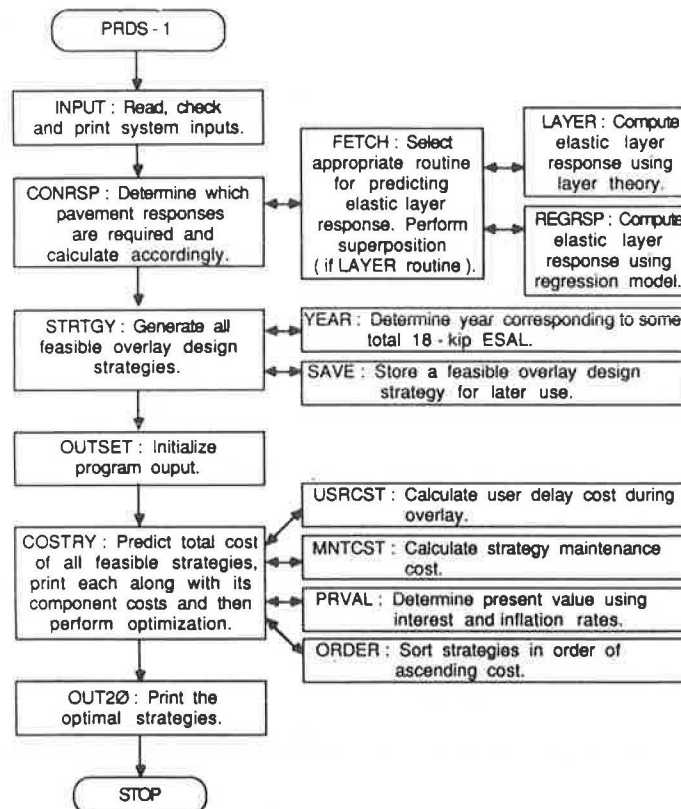 PRDS - 1
INPUT : Read, check
and print system inputs.
CONRSP : Determine which
pavement responses
are required and
calculate accordingly.
FETCH : Select
appropriate routine
for predicting
elastic layer
response. Perform
superposition
( if LAYER routine ).
LAYER : Compute
elastic layer
response using
layer theory.
REGRSP : Compute
elastic layer
response using
regression model.
STRTGY : Generate all
feasible overlay design
strategies.
YEAR : Determine year corresponding to some
total 18 - kip ESAL.
SAVE : Store a feasible overlay design
strategy for later use.
OUTSET : Initialize
program ouput.
COSTRY : Predict total cost
of all feasible strategies,
print each along with its
component costs and then
perform optimization.
USRCST : Calculate user delay cost during
overlay.
MNTCST : Calculate strategy maintenance
cost.
PRVAL : Determine present value using
interest and inflation rates.
ORDER : Sort strategies in order of
ascending cost.
OUT2Ø : Print the
optimal strategies.
STOP